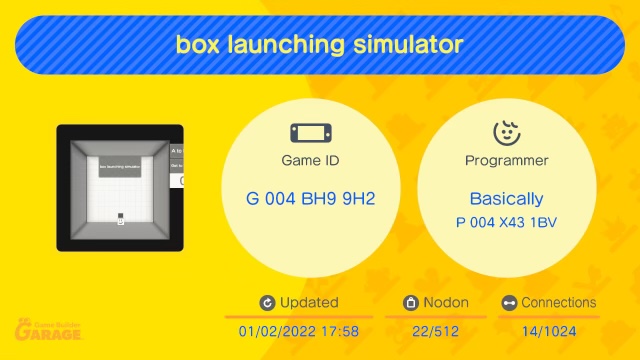 box launching simulator
box launching simulator
A to
Game ID
G 004 BH9 9H2
Programmer
Basically
P 004 X43 1BV
Updated
01/02/2022 17:58
Nodon
22/512
Connections
14/1024
Game Builder
GARAGE